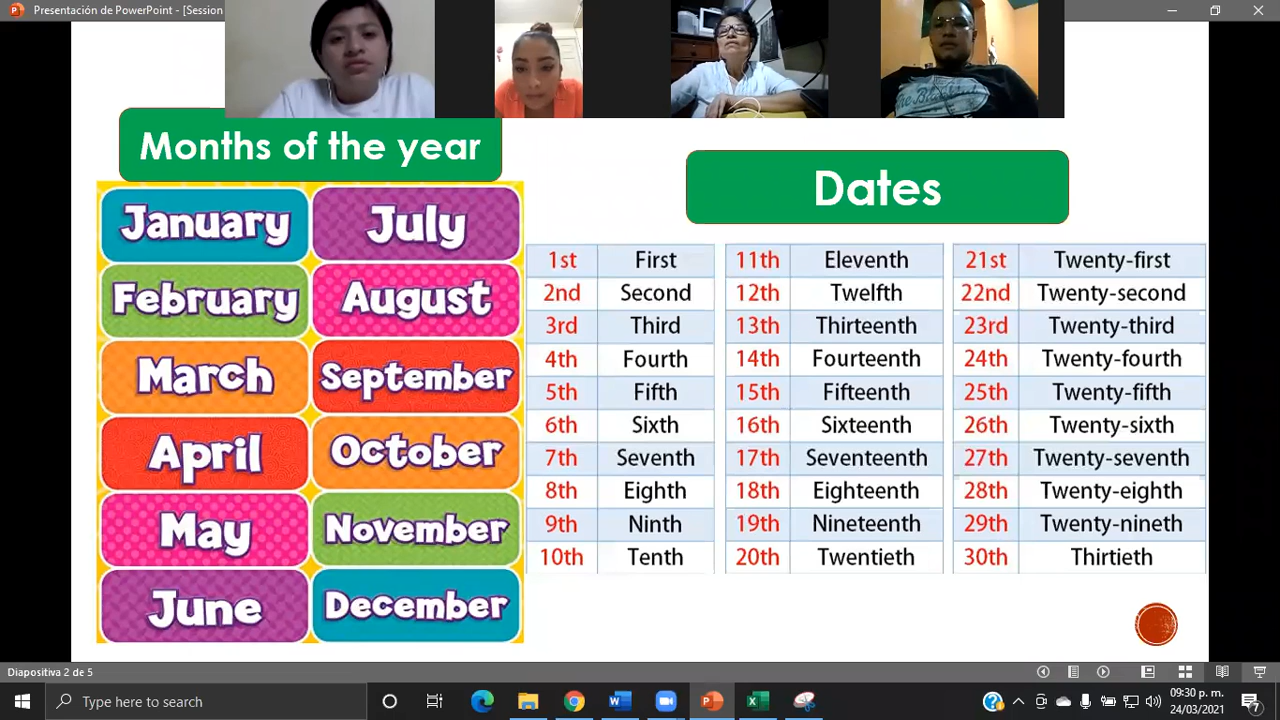 Presentación de PowerPoint - [Session
Months of the year
Dates
January July
February August
March September
April October
May November
June December
1st First 11th Eleventh 21st Twenty-first
2nd Second 12th Twelfth 22nd Twenty-second
3rd Third 13th Thirteenth 23rd Twenty-third
4th Fourth 14th Fourteenth 24th Twenty-fourth
5th Fifth 15th Fifteenth 25th Twenty-fifth
6th Sixth 16th Sixteenth 26th Twenty-sixth
7th Seventh 17th Seventeenth 27th Twenty-seventh
8th Eighth 18th Eighteenth 28th Twenty-eighth
9th Ninth 19th Nineteenth 29th Twenty-nineth
10th Tenth 20th Twentieth 30th Thirtieth
Diapositiva 2 de 5
Type here to search
09:30 p. m.
24/03/2021
7